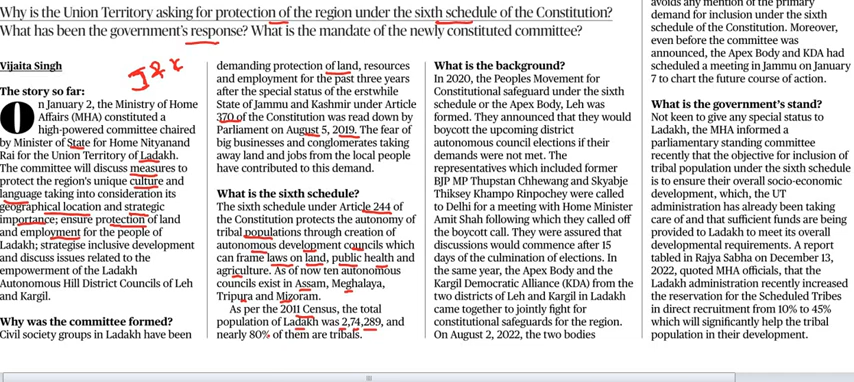 Why is the Union Territory asking for protection of the region under the sixth schedule of the Constitution?
What has been the government's response? What is the mandate of the newly constituted committee?
Vijaita Singh
J & K
The story so far:
On January 2, the Ministry of Home
Affairs (MHA) constituted a
high-powered committee chaired
by Minister of State for Home Nityanand
Rai for the Union Territory of Ladakh.
The committee will discuss measures to
protect the region's unique culture and
language taking into consideration its
geographical location and strategic
importance; ensure protection of land
and employment for the people of
Ladakh; strategise inclusive development
and discuss issues related to the
empowerment of the Ladakh
Autonomous Hill District Councils of Leh
and Kargil.
Why was the committee formed?
Civil society groups in Ladakh have been
demanding protection of land, resources
and employment for the past three years
after the special status of the erstwhile
State of Jammu and Kashmir under Article
370 of the Constitution was read down by
Parliament on August 5, 2019. The fear of
big businesses and conglomerates taking
away land and jobs from the local people
have contributed to this demand.
What is the sixth schedule?
The sixth schedule under Article 244 of
the Constitution protects the autonomy of
tribal populations through creation of
autonomous development councils which
can frame laws on land, public health and
agriculture. As of now ten autonomous
councils exist in Assam, Meghalaya,
Tripura and Mizoram.
As per the 2011 Census, the total
population of Ladakh was 2,74,289, and
nearly 80% of them are tribals.
What is the background?
In 2020, the Peoples Movement for
Constitutional safeguard under the sixth
schedule or the Apex Body, Leh was
formed. They announced that they would
boycott the upcoming district
autonomous council elections if their
demands were not met. The
representatives which included former
BJP MP Thupstan Chhewang and Skyabje
Thiksey Khampo Rinpochey were called
to Delhi for a meeting with Home Minister
Amit Shah following which they called off
the boycott call. They were assured that
discussions would commence after 15
days of the culmination of elections. In
the same year, the Apex Body and the
Kargil Democratic Alliance (KDA) from the
two districts of Leh and Kargil in Ladakh
came together to jointly fight for
constitutional safeguards for the region.
On August 2, 2022, the two bodies
avoids any mention of the primary
demand for inclusion under the sixth
schedule of the Constitution. Moreover,
even before the committee was
announced, the Apex Body and KDA had
scheduled a meeting in Jammu on January
7 to chart the future course of action.
What is the government's stand?
Not keen to give any special status to
Ladakh, the MHA informed a
parliamentary standing committee
recently that the objective for inclusion of
tribal population under the sixth schedule
is to ensure their overall socio-economic
development, which, the UT
administration has already been taking
care of and that sufficient funds are being
provided to Ladakh to meet its overall
developmental requirements. A report
tabled in Rajya Sabha on December 13,
2022, quoted MHA officials, that the
Ladakh administration recently increased
the reservation for the Scheduled Tribes
in direct recruitment from 10% to 45%
which will significantly help the tribal
population in their development.